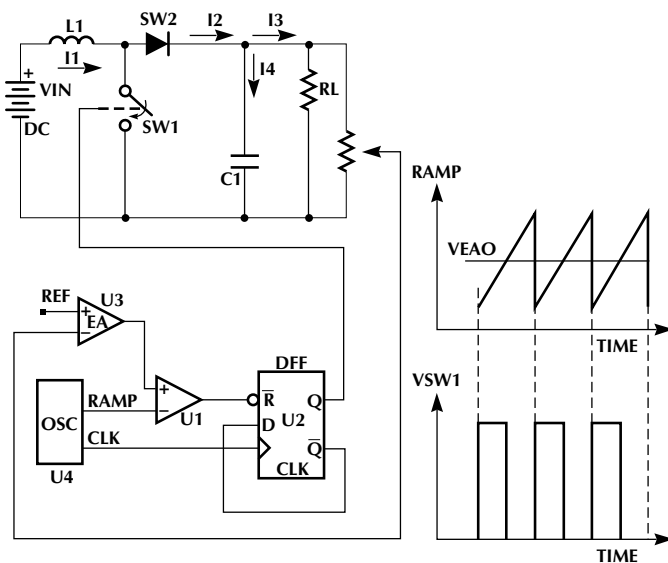 L1
SW2
I2
I3
I1
I4
+
VIN
DC
SW1
RL
C1
RAMP
VEAO
TIME
REF
U3
+
EA
–
DFF
RAMP
+
–
U1
R
Q
U2
D
OSC
CLK
Q
U4
CLK
VSW1
TIME